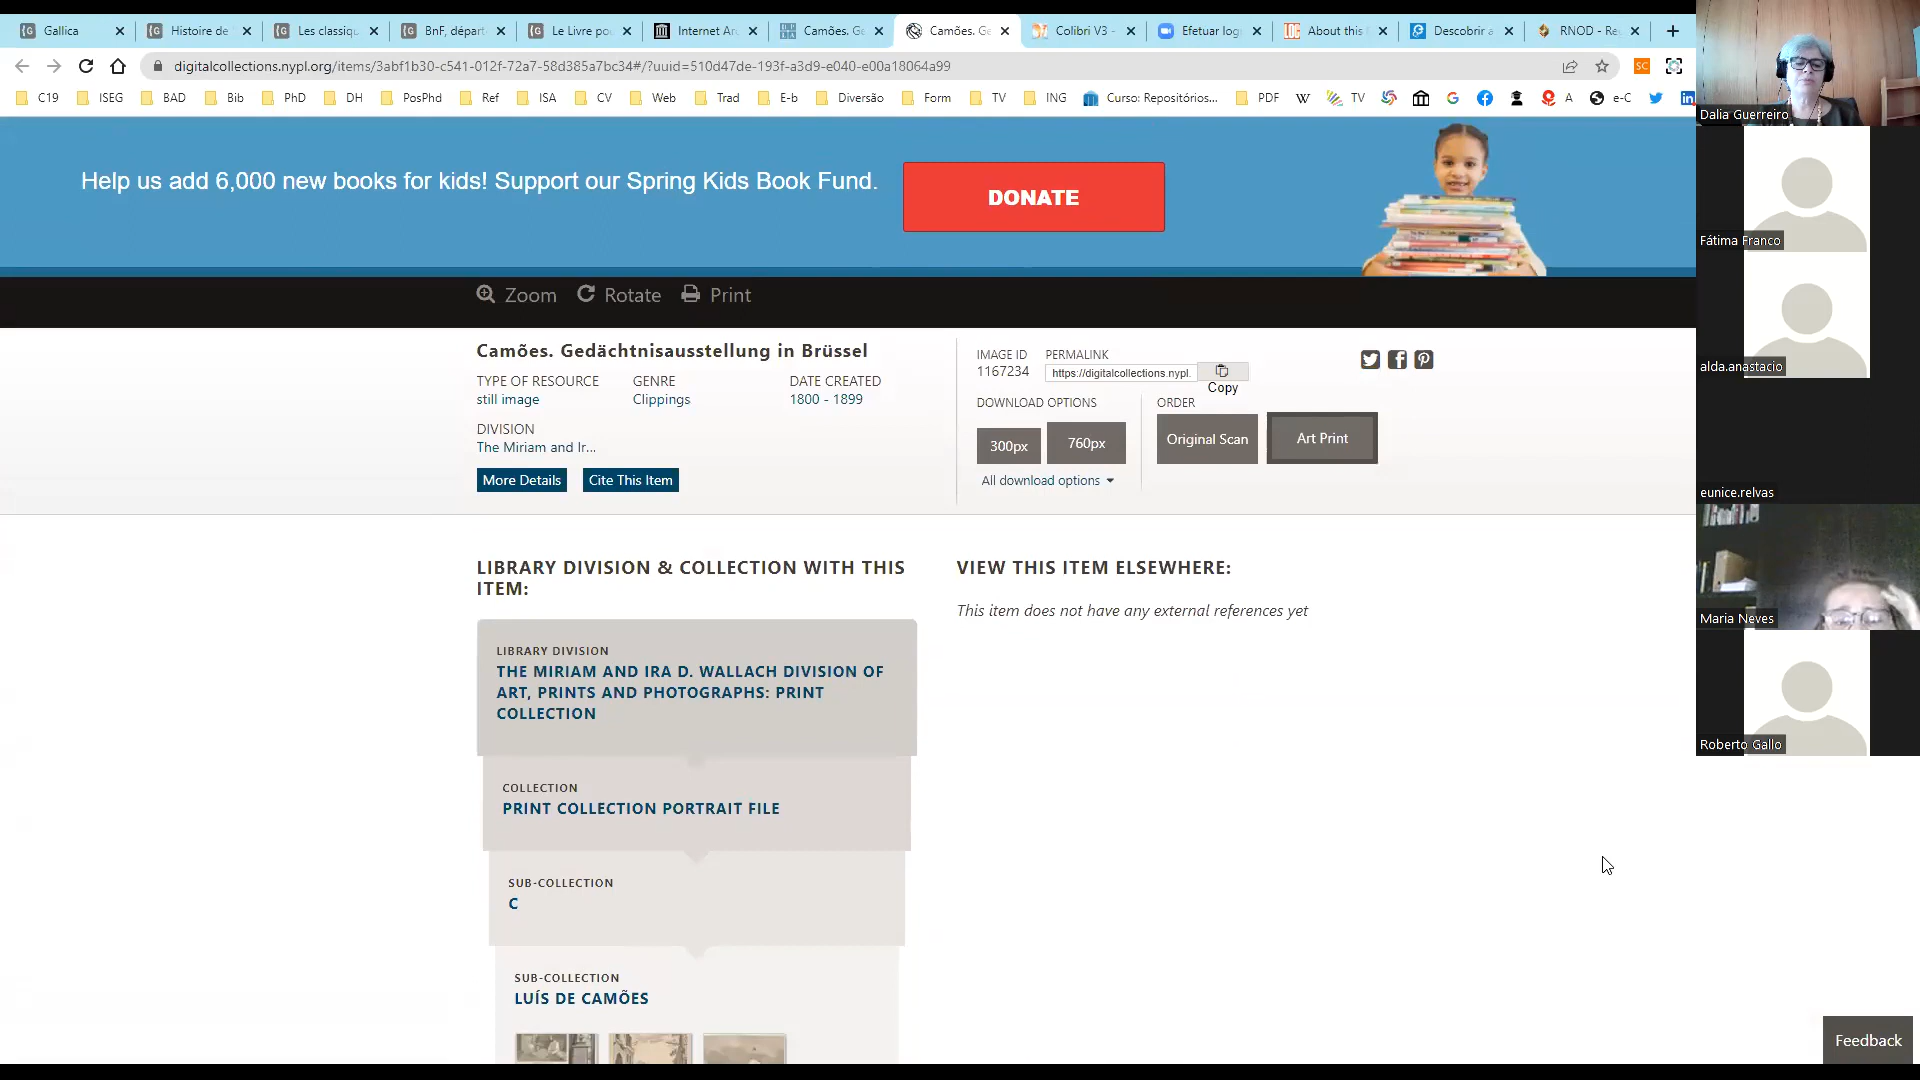 Gallica
Histoire de
Les classiqu
BnF, départ
Le Livre po
Internet Arc
Camões. Ge
Camões. Ge
Colibri V3 -
Efetuar log
About this
Descobrir a
RNOD - Re
digitalcollections.nypl.org/items/3abf1b30-c541-012f-72a7-58d385a7bc34#/?uuid=510d47de-193f-a3d9-e040-e00a18064a99
C19 ISEG BAD Bib PhD DH PosPhd Ref ISA CV Web Trad E-b Diversão Form TV ING Curso: Repositórios... PDF TV A e-C
Help us add 6,000 new books for kids! Support our Spring Kids Book Fund.
DONATE
Zoom Rotate Print
Camões. Gedächtnisausstellung in Brüssel
TYPE OF RESOURCE
still image
GENRE
Clippings
DATE CREATED
1800 - 1899
DIVISION
The Miriam and Ir...
More Details
Cite This Item
IMAGE ID
1167234
PERMALINK
https://digitalcollections.nypl.
Copy
DOWNLOAD OPTIONS
300px
760px
All download options
ORDER
Original Scan
Art Print
LIBRARY DIVISION & COLLECTION WITH THIS
ITEM:
LIBRARY DIVISION
THE MIRIAM AND IRA D. WALLACH DIVISION OF
ART, PRINTS AND PHOTOGRAPHS: PRINT
COLLECTION
COLLECTION
PRINT COLLECTION PORTRAIT FILE
SUB-COLLECTION
C
SUB-COLLECTION
LUÍS DE CAMÕES
VIEW THIS ITEM ELSEWHERE:
This item does not have any external references yet
Feedback
Dalia Guerreiro
Fátima Franco
alda.anastacio
eunice.relvas
Maria Neves
Roberto Gallo